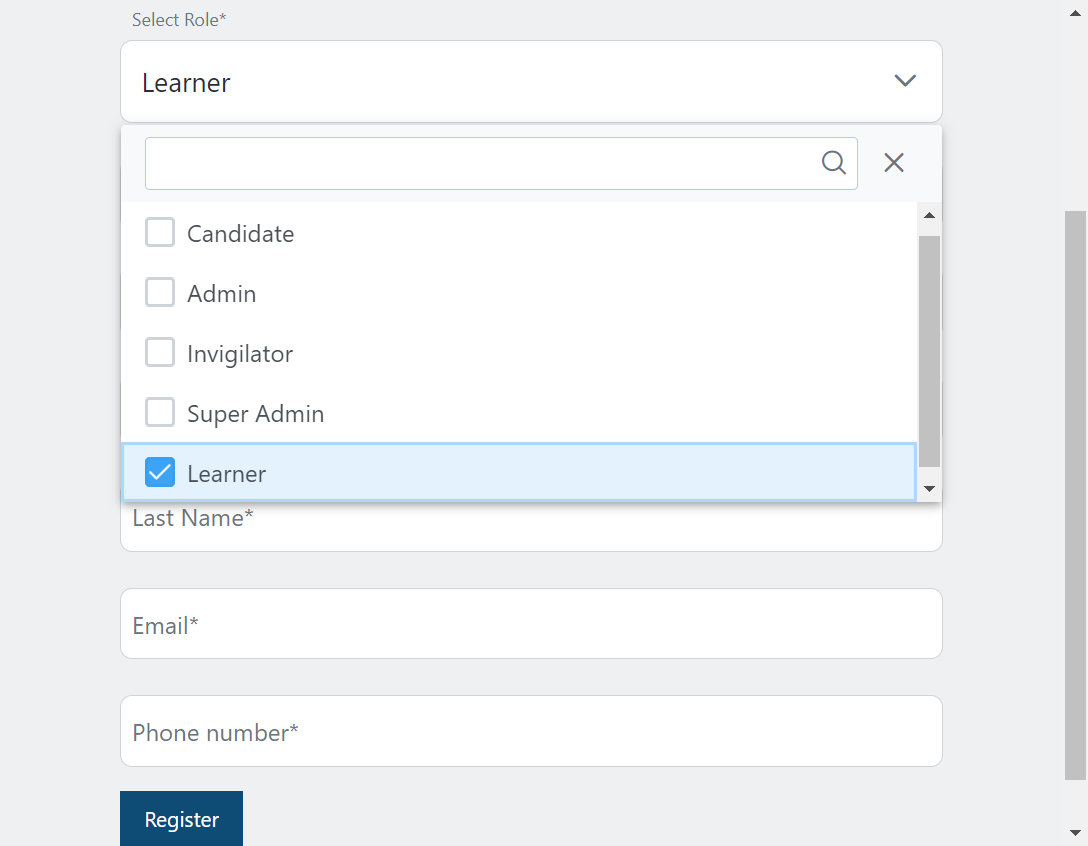 Select Role*
Learner
Candidate
Admin
Invigilator
Super Admin
Learner
Last Name*
Email*
Phone number*
Register